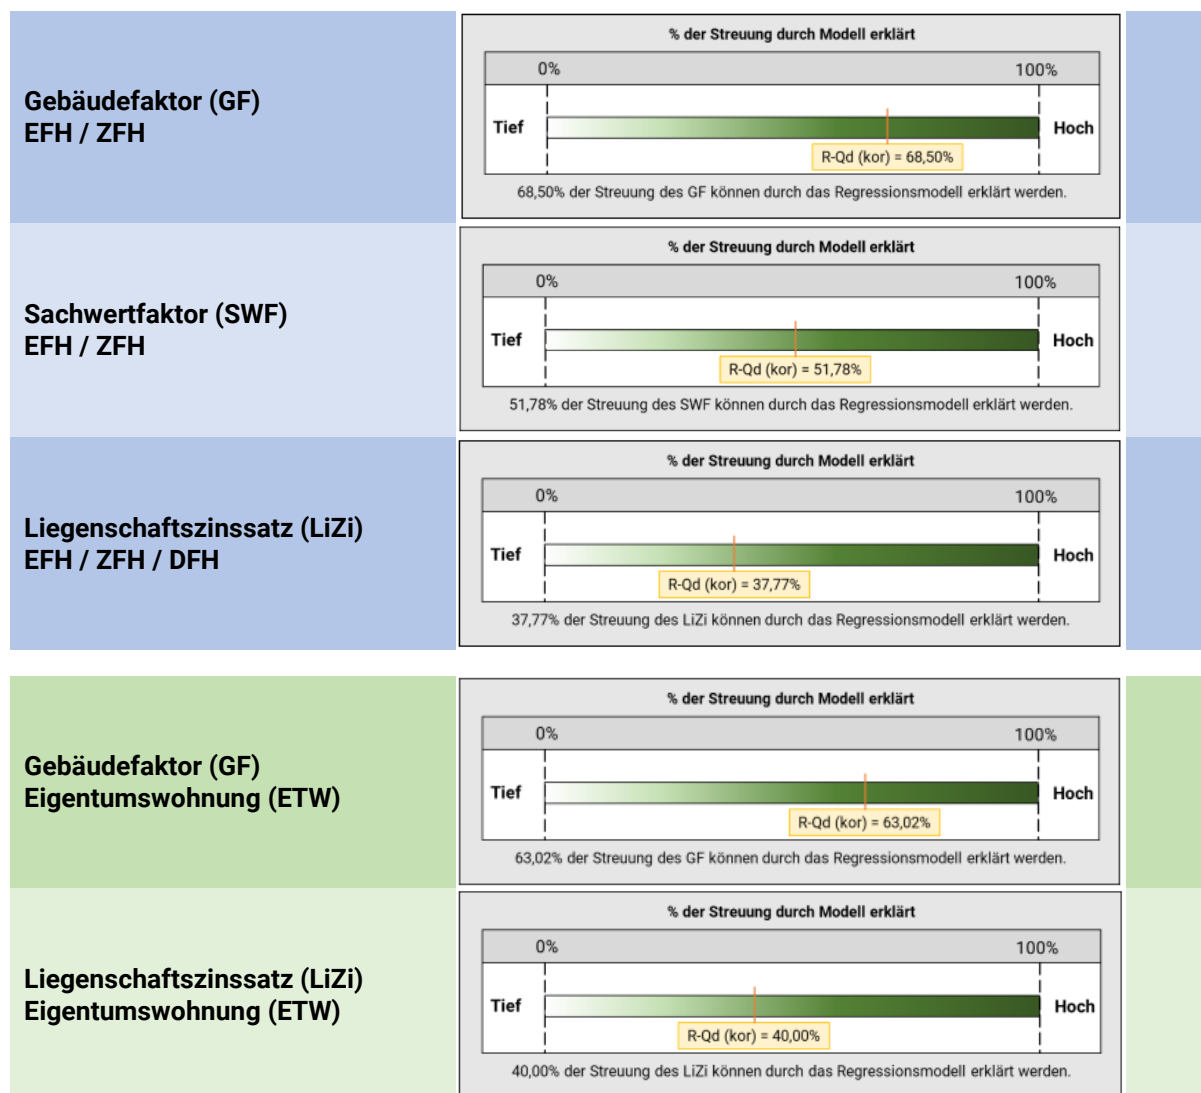 % der Streuung durch Modell erklärt
0% 100%
Gebäudefaktor (GF)
EFH / ZFH
Tief Hoch
R-Qd (kor) = 68,50%
68,50% der Streuung des GF können durch das Regressionsmodell erklärt werden.
% der Streuung durch Modell erklärt
0% 100%
Sachwertfaktor (SWF)
EFH / ZFH
Tief Hoch
R-Qd (kor) = 51,78%
51,78% der Streuung des SWF können durch das Regressionsmodell erklärt werden.
% der Streuung durch Modell erklärt
0% 100%
Liegenschaftszinssatz (LiZi)
EFH / ZFH / DFH
Tief Hoch
R-Qd (kor) = 37,77%
37,77% der Streuung des LiZi können durch das Regressionsmodell erklärt werden.
% der Streuung durch Modell erklärt
0% 100%
Gebäudefaktor (GF)
Eigentumswohnung (ETW)
Tief Hoch
R-Qd (kor) = 63,02%
63,02% der Streuung des GF können durch das Regressionsmodell erklärt werden.
% der Streuung durch Modell erklärt
0% 100%
Liegenschaftszinssatz (LiZi)
Eigentumswohnung (ETW)
Tief Hoch
R-Qd (kor) = 40,00%
40,00% der Streuung des LiZi können durch das Regressionsmodell erklärt werden.